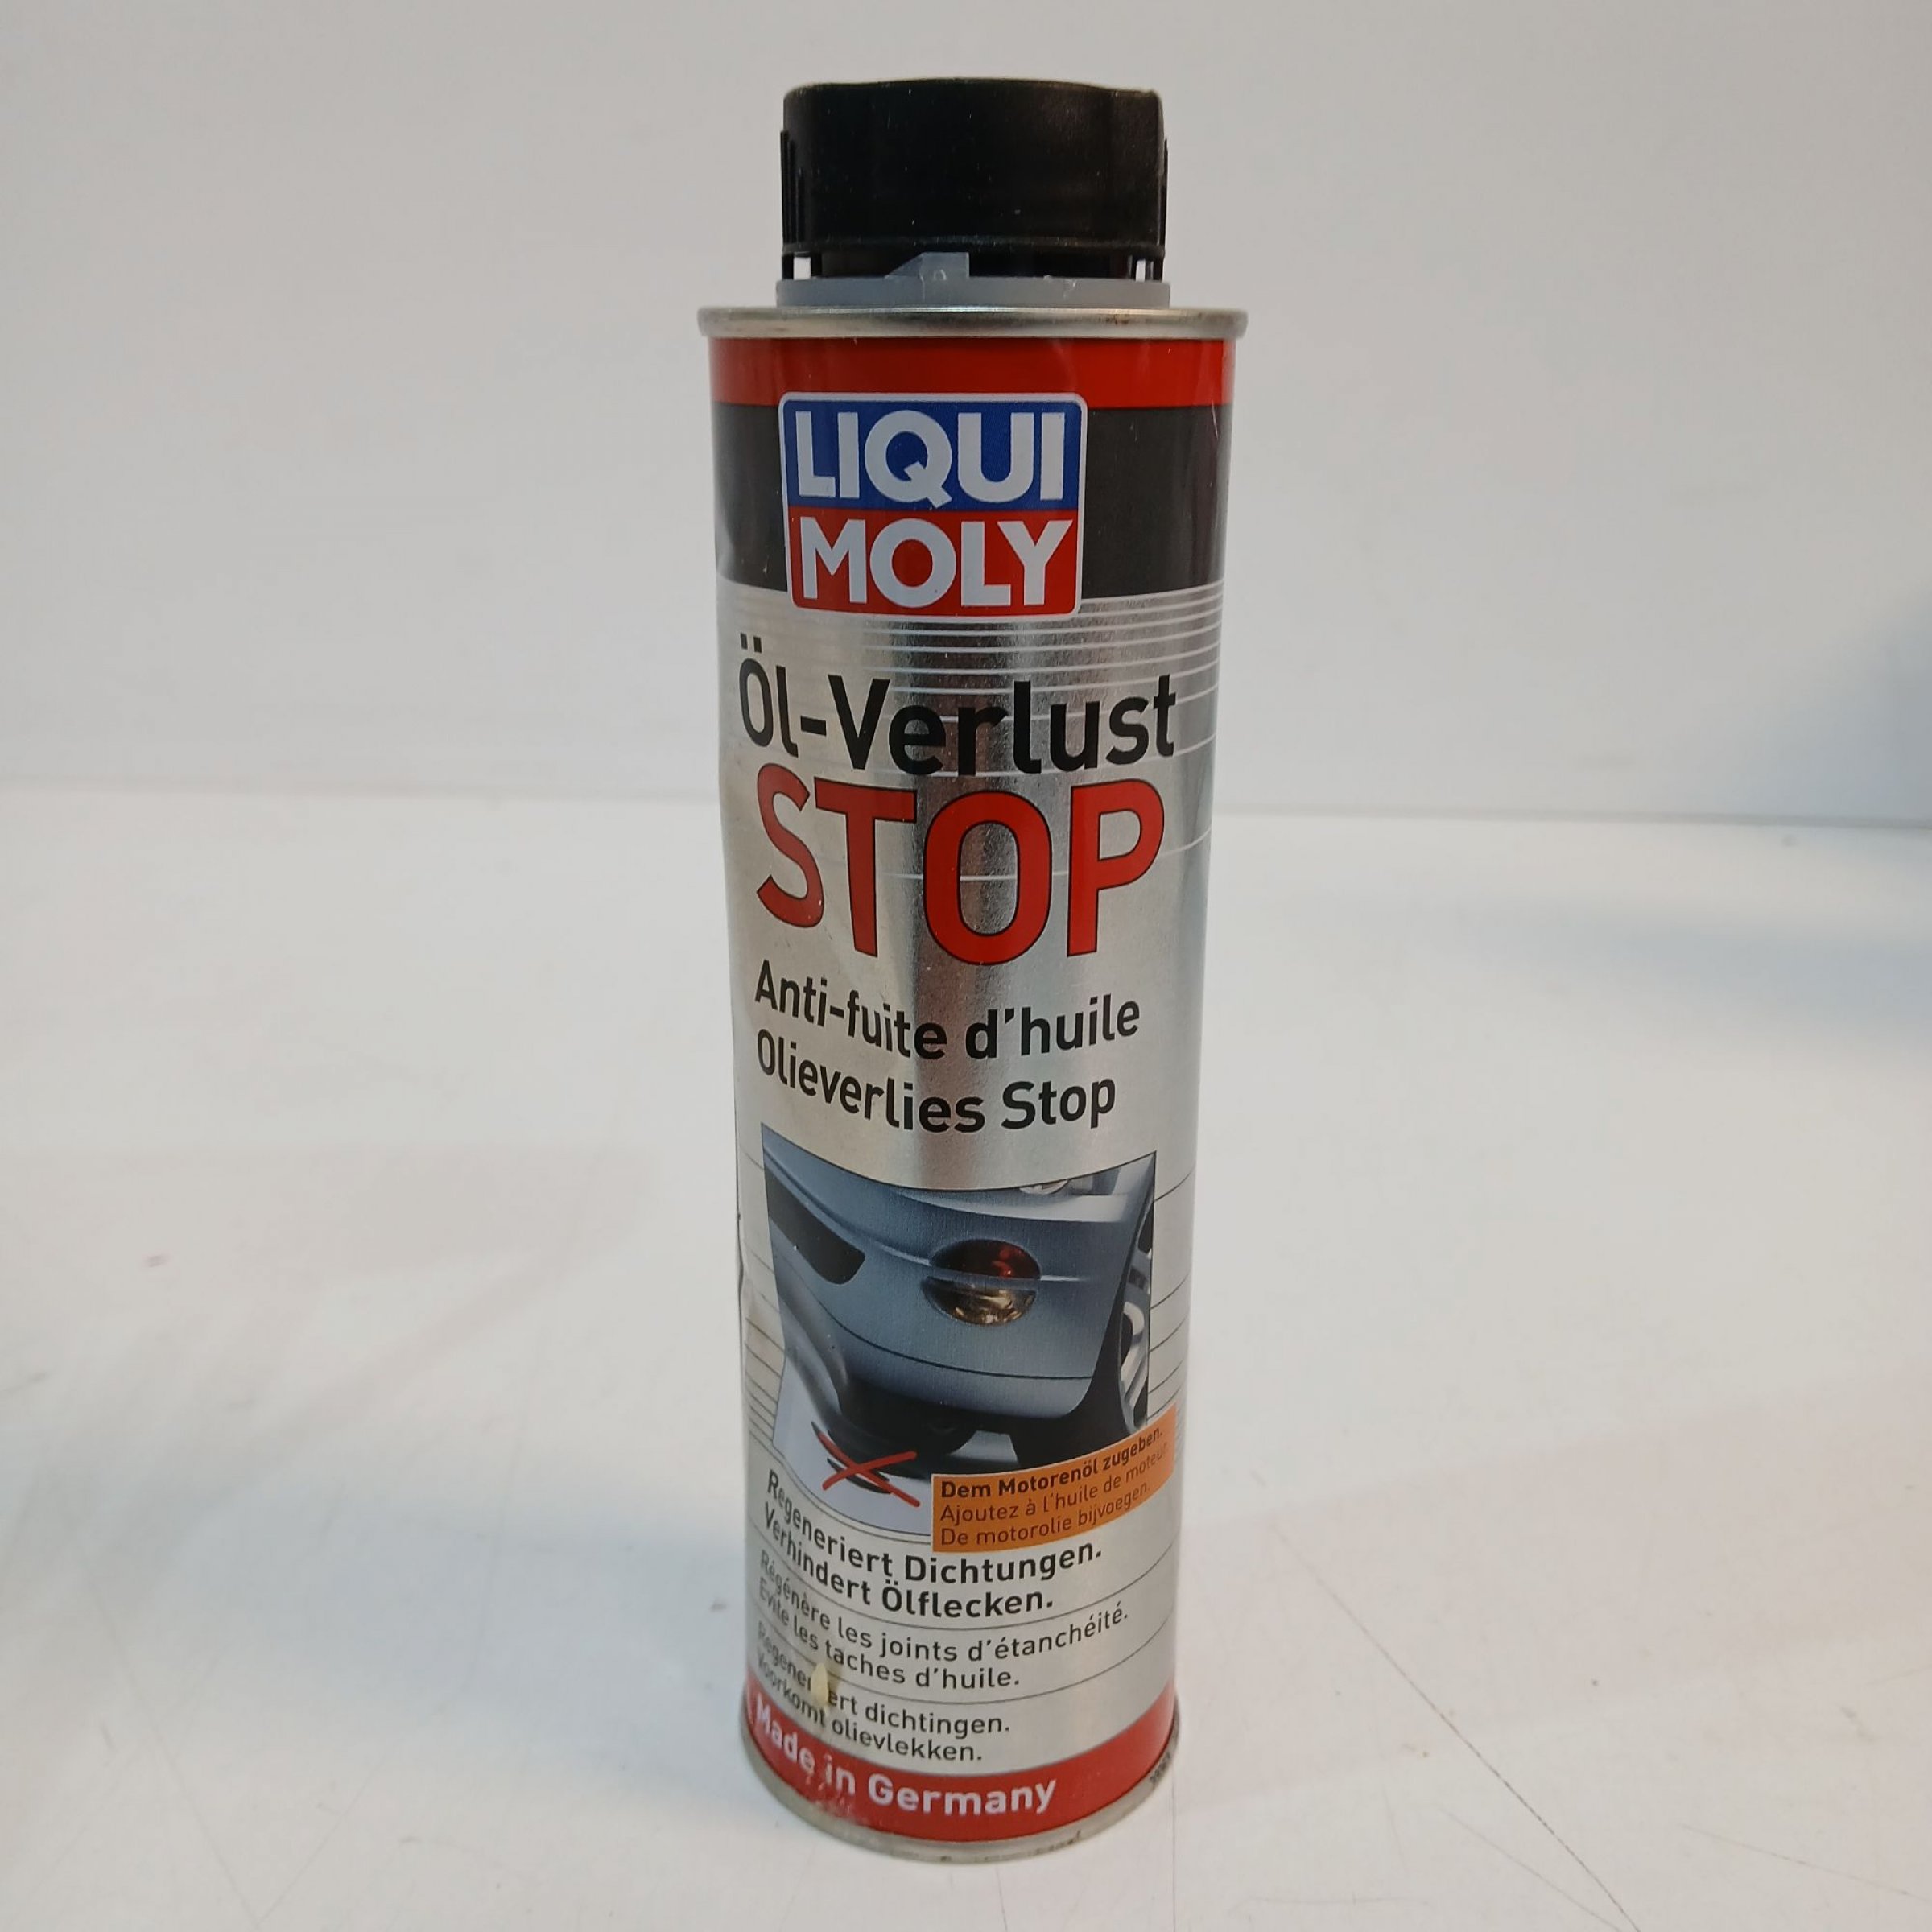 LIQUI
MOLY
Öl-Verlust
STOP
Anti-fuite d'huile
Olieverlies Stop
Dem Motorenöl zugeben.
Ajoutez à l'huile de moteur
De motorolie bijvoegen.
Regeneriert Dichtungen.
Verhindert Ölflecken.
Régénère les joints d'étanchéité.
Evite les taches d'huile.
dichtingen.
Voorkomt olievlekken.
Made in Germany